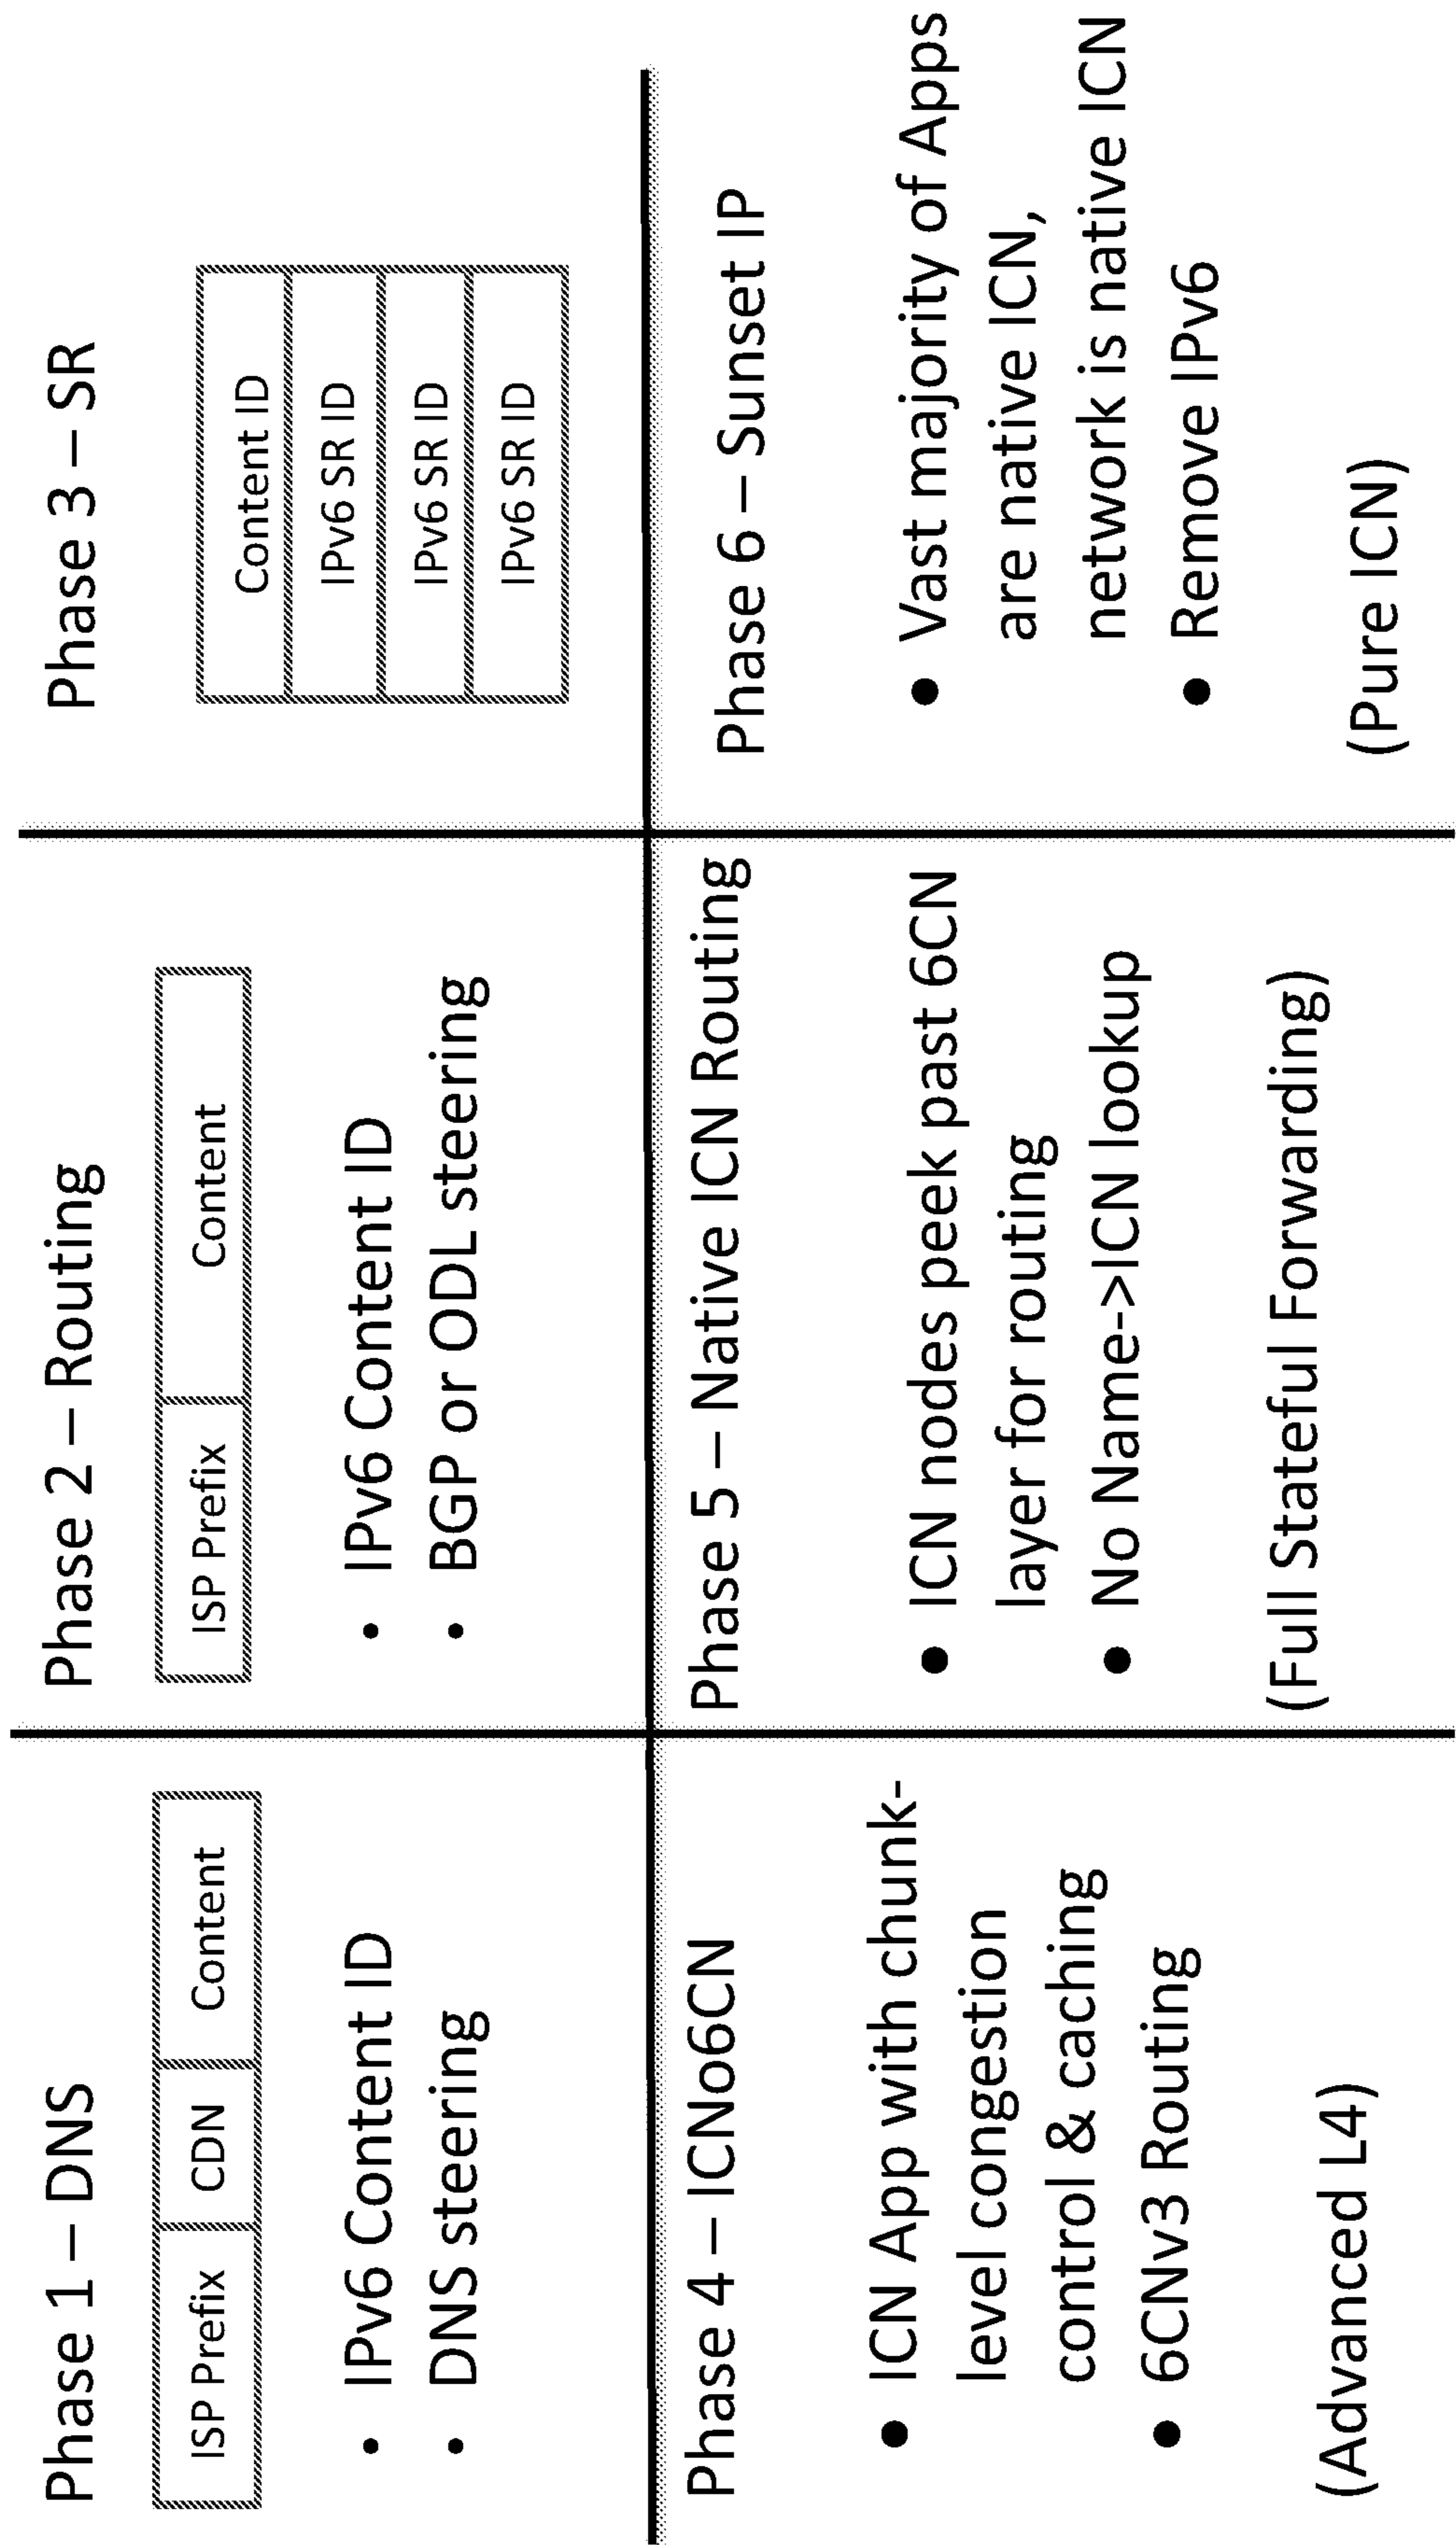 Phase 1 – DNS
ISP Prefix
CDN
Content
• IPv6 Content ID
• DNS steering
Phase 2 – Routing
ISP Prefix
Content
• IPv6 Content ID
• BGP or ODL steering
Phase 3 – SR
Content ID
IPv6 SR ID
IPv6 SR ID
IPv6 SR ID
Phase 4 – ICNo6CN
• ICN App with chunk-
level congestion
control & caching
• 6CNv3 Routing
(Advanced L4)
Phase 5 – Native ICN Routing
• ICN nodes peek past 6CN
layer for routing
• No Name->ICN lookup
(Full Stateful Forwarding)
Phase 6 – Sunset IP
• Vast majority of Apps
are native ICN,
network is native ICN
• Remove IPv6
(Pure ICN)